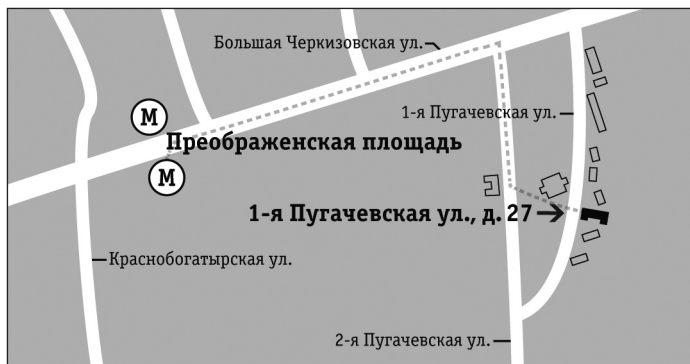 Большая Черкизовская ул.
1-я Пугачевская ул.
М
Преображенская площадь
М
1-я Пугачевская ул., д. 27
Краснобогатырская ул.
2-я Пугачевская ул.